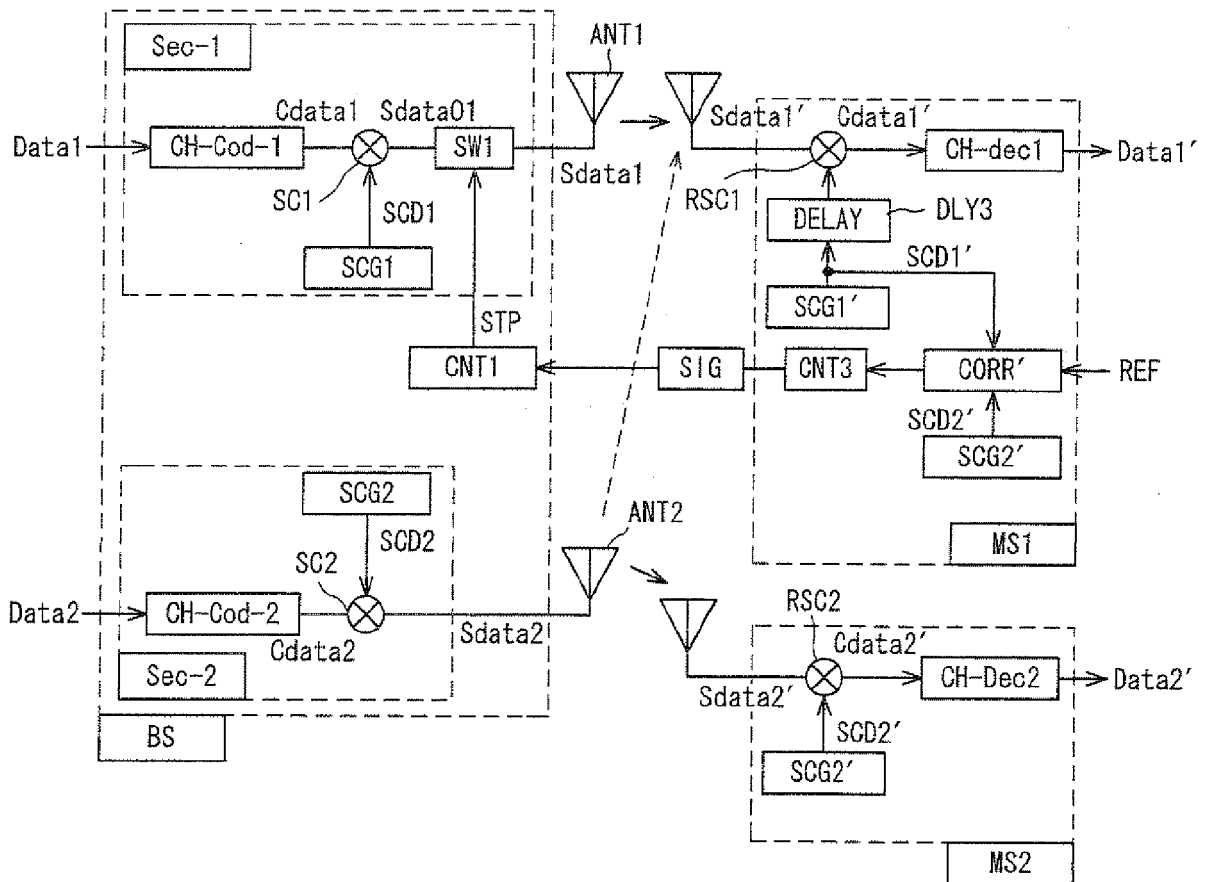 Sec-1
ANT1
Cdata1
SdataO1
Sdata1′
Cdata1′
Data1
CH-Cod-1
SW1
CH-dec1
Data1′
Sdata1
SC1
RSC1
SCD1
DELAY
DLY3
SCG1
SCD1′
SCG1′
STP
CNT1
SIG
CNT3
CORR′
REF
SCD2′
SCG2′
SCG2
ANT2
SCD2
MS1
SC2
RSC2
Data2
CH-Cod-2
Cdata2
Sdata2
Cdata2′
CH-Dec2
Data2′
Sec-2
Sdata2′
BS
SCD2′
SCG2′
MS2